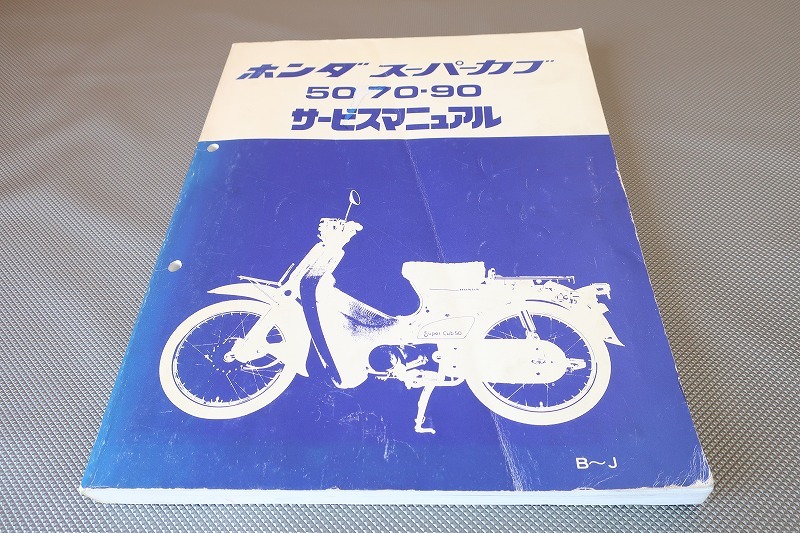 ホンダ スーパーカブ
50 70・90
サービスマニュアル
HONDA
Super Cub 50
B〜J